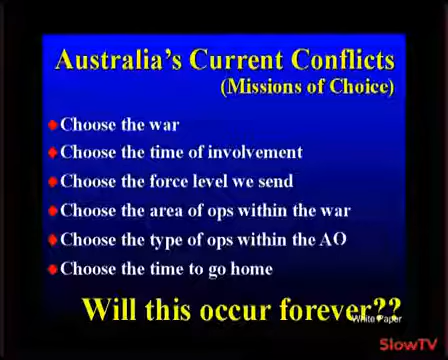 Australia's Current Conflicts
(Missions of Choice)
Choose the war
Choose the time of involvement
Choose the force level we send
Choose the area of ops within the war
Choose the type of ops within the AO
Choose the time to go home
Will this occur forever??
White Paper
SlowTV